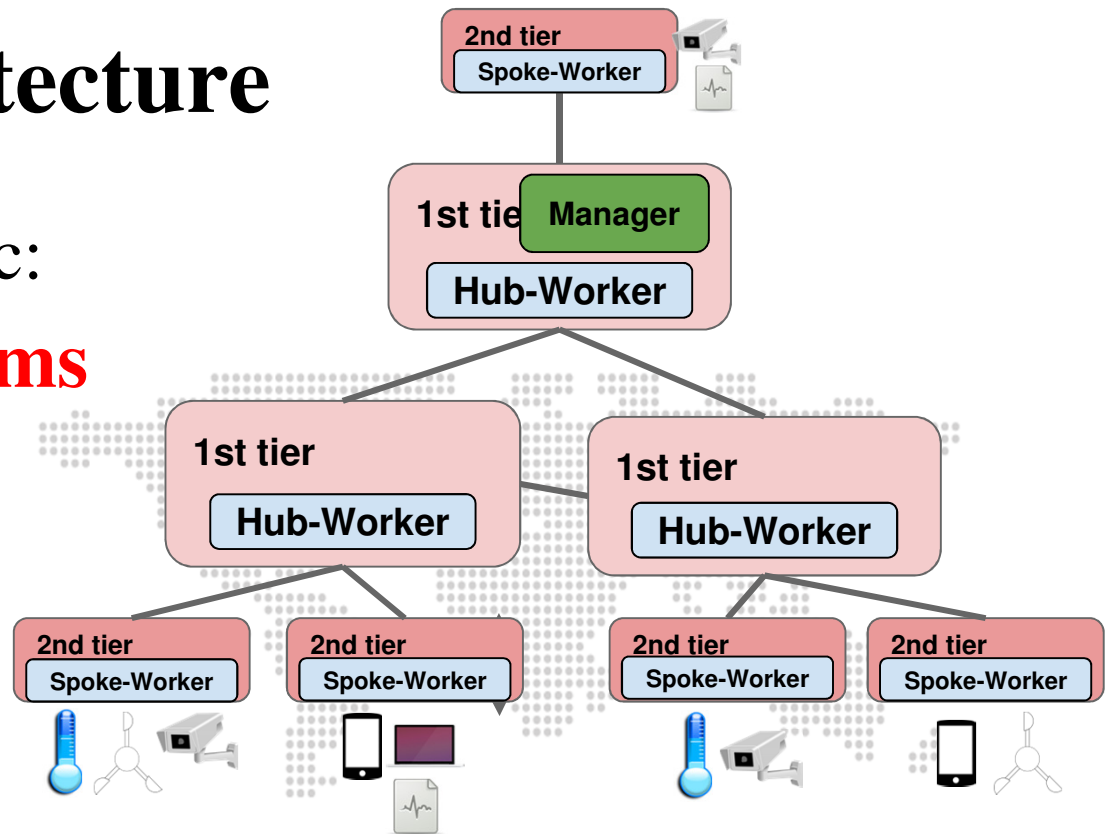 2nd tier
Spoke-Worker
tecture
1st tie
Manager
c:
Hub-Worker
ms
1st tier
Hub-Worker
1st tier
Hub-Worker
2nd tier
Spoke-Worker
2nd tier
Spoke-Worker
2nd tier
Spoke-Worker
2nd tier
Spoke-Worker